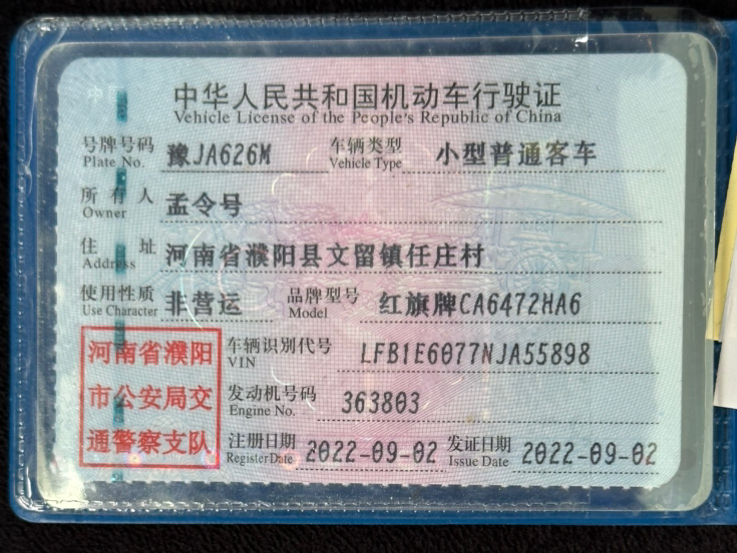 中华人民共和国机动车行驶证
Vehicle License of the People's Republic of China
号牌号码 豫JA626M 车辆类型 小型普通客车
Plate No. Vehicle Type
所有人 孟令号
Owner
住址 河南省濮阳县文留镇任庄村
Address
使用性质 非营运 品牌型号 红旗牌CA6472HA6
Use Character Model
河南省濮阳
市公安局交
通警察支队
车辆识别代号 LFB1E6077NJA55898
VIN
发动机号码 363803
Engine No.
注册日期 2022-09-02 发证日期 2022-09-02
Register Date Issue Date